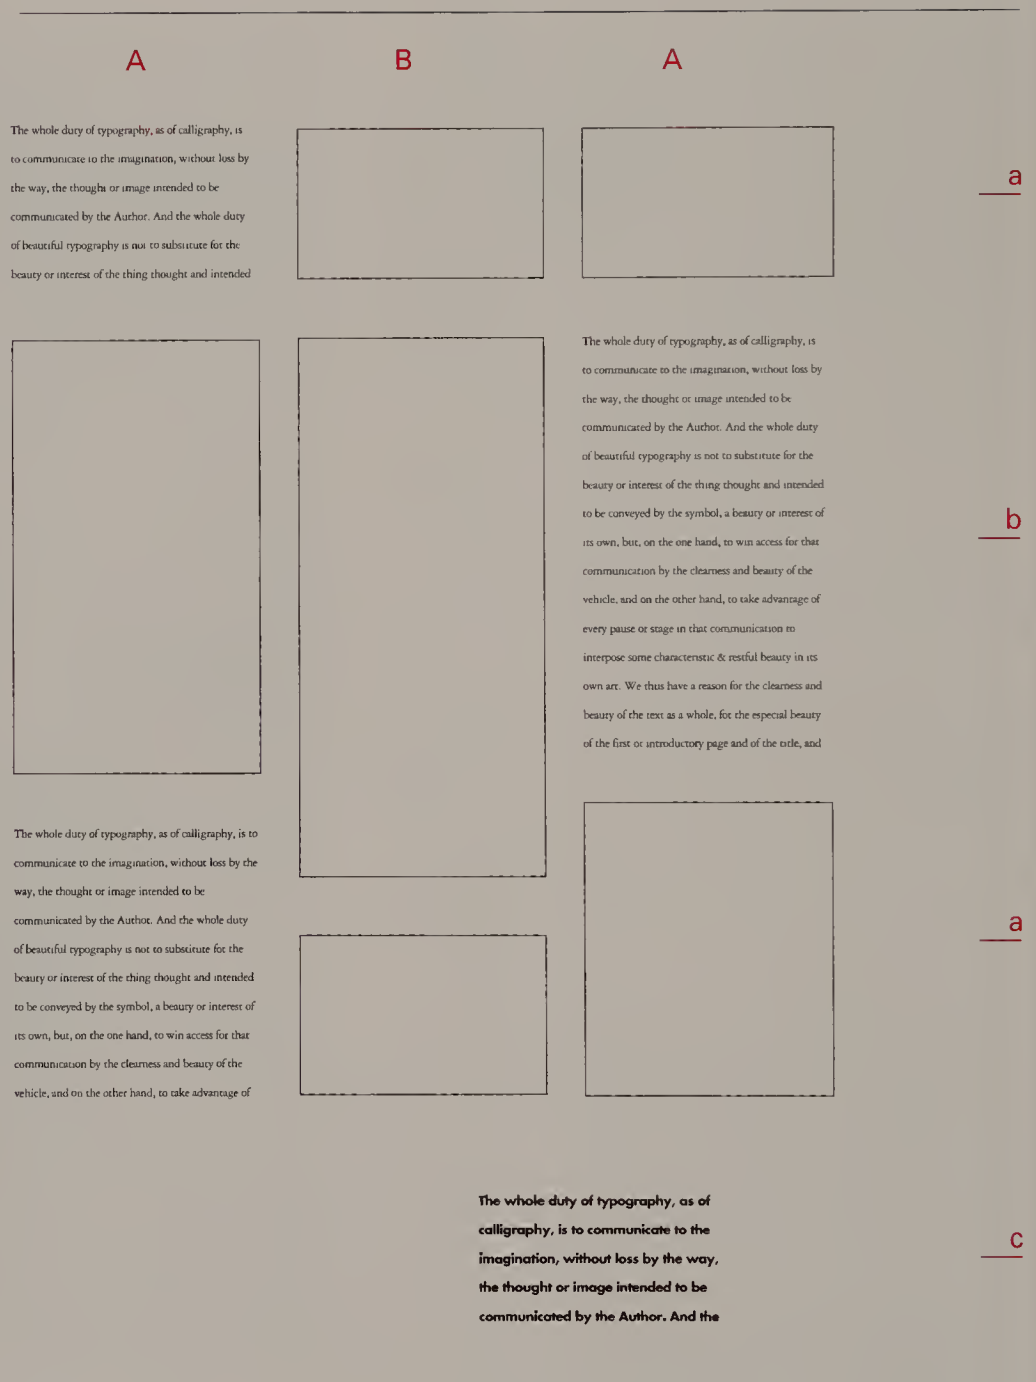 A
B
A
The whole duty of typography, as of calligraphy, is
to communicate to the imagination, without loss by
the way, the thought or image intended to be
communicated by the Author. And the whole duty
of beautiful typography is not to substitute for the
beauty or interest of the thing thought and intended
a
The whole duty of typography, as of calligraphy, is
to communicate to the imagination, without loss by
the way, the thought or image intended to be
communicated by the Author. And the whole duty
of beautiful typography is not to substitute for the
beauty or interest of the thing thought and intended
to be conveyed by the symbol, a beauty or interest of
its own, but, on the one hand, to win access for that
communication by the clearness and beauty of the
vehicle, and on the other hand, to take advantage of
every pause or stage in that communication to
interpose some characteristic & restful beauty in its
own art. We thus have a reason for the clearness and
beauty of the text as a whole, for the especial beauty
of the first or introductory page and of the title, and
b
The whole duty of typography, as of calligraphy, is to
communicate to the imagination, without loss by the
way, the thought or image intended to be
communicated by the Author. And the whole duty
of beautiful typography is not to substitute for the
beauty or interest of the thing thought and intended
to be conveyed by the symbol, a beauty or interest of
its own, but, on the one hand, to win access for that
communication by the clearness and beauty of the
vehicle, and on the other hand, to take advantage of
a
The whole duty of typography, as of
calligraphy, is to communicate to the
imagination, without loss by the way,
the thought or image intended to be
communicated by the Author. And the
c